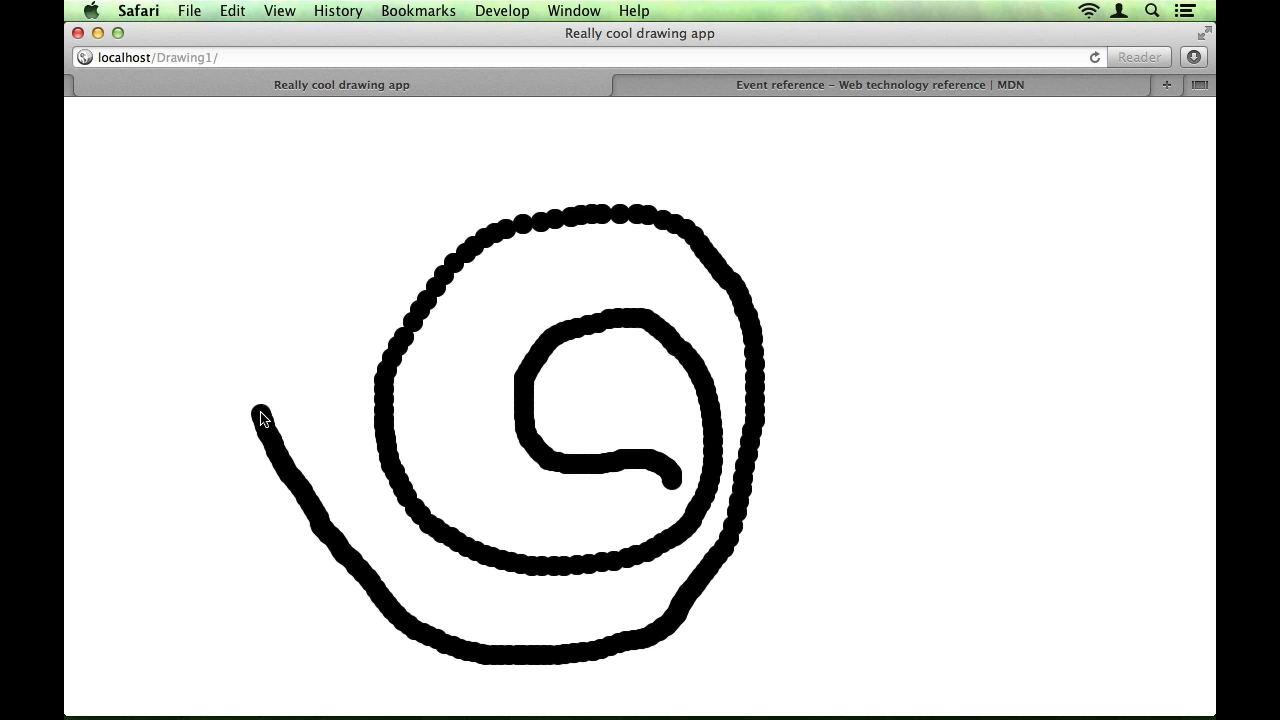 Safari File Edit View History Bookmarks Develop Window Help
Really cool drawing app
localhost/Drawing1/ Reader
Really cool drawing app Event reference – Web technology reference | MDN